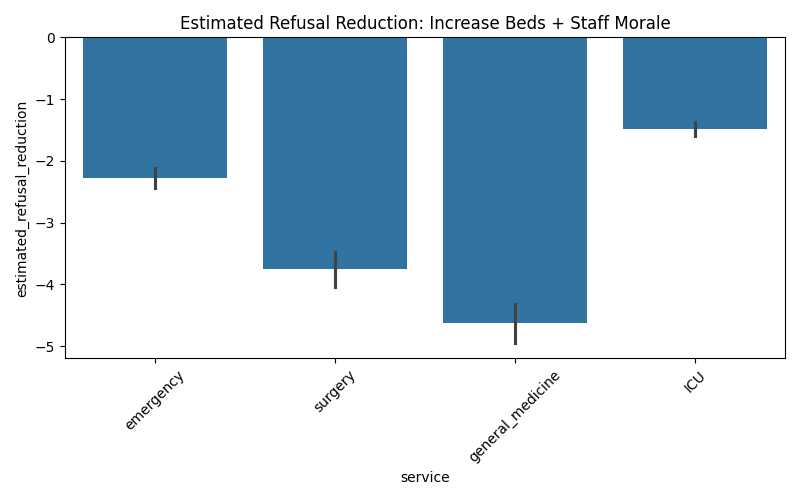 Estimated Refusal Reduction: Increase Beds + Staff Morale
estimated_refusal_reduction
0
−1
−2
−3
−4
−5
emergency
surgery
general_medicine
ICU
service